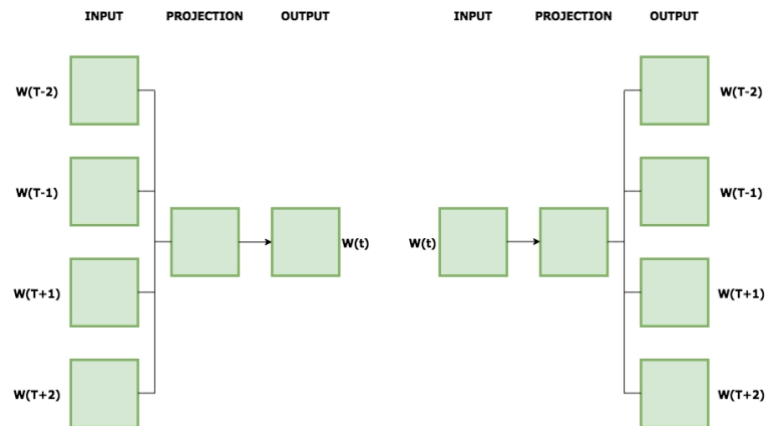 INPUT PROJECTION OUTPUT INPUT PROJECTION OUTPUT
W(T-2) W(T-2)
W(T-1) W(T-1)
W(t) W(t)
W(T+1) W(T+1)
W(T+2) W(T+2)